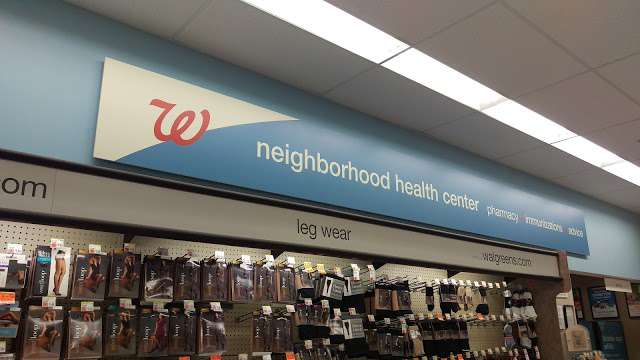 W
neighborhood health center pharmacy immunizations advice
om
leg wear
walgreens.com